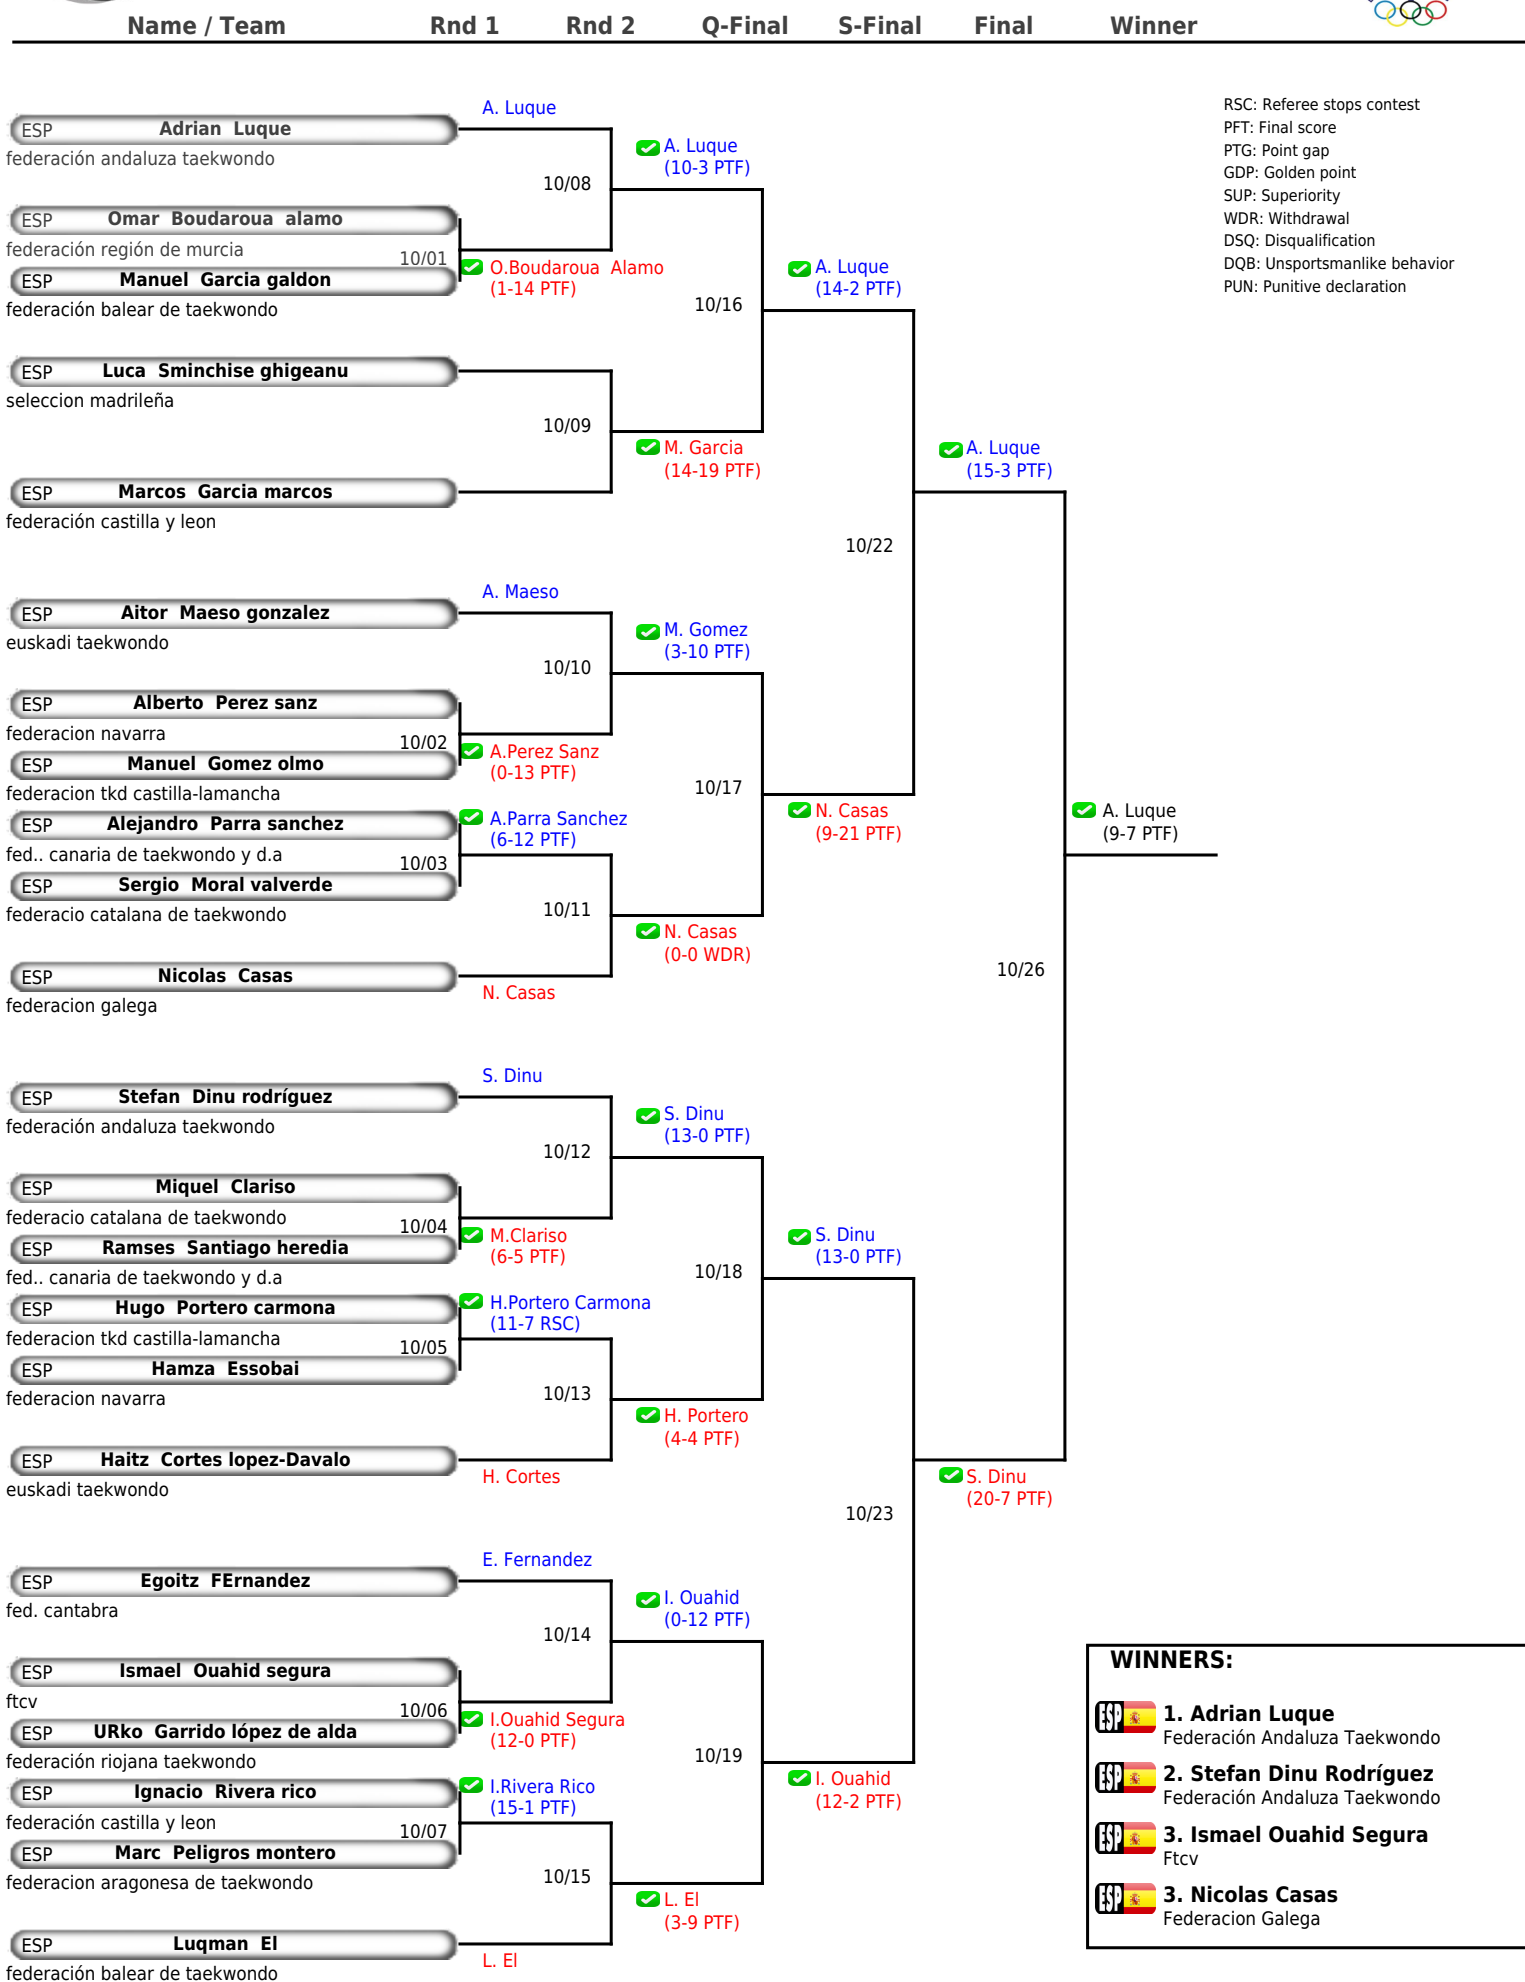 Name / Team Rnd 1 Rnd 2 Q-Final S-Final Final Winner
RSC: Referee stops contest
PFT: Final score
PTG: Point gap
GDP: Golden point
SUP: Superiority
WDR: Withdrawal
DSQ: Disqualification
DQB: Unsportsmanlike behavior
PUN: Punitive declaration
A. Luque
ESP Adrian Luque
federación andaluza taekwondo
A. Luque
(10-3 PTF)
10/08
ESP Omar Boudaroua alamo
federación región de murcia
10/01
O.Boudaroua Alamo
(1-14 PTF)
ESP Manuel Garcia galdon
federación balear de taekwondo
A. Luque
(14-2 PTF)
10/16
ESP Luca Sminchise ghigeanu
seleccion madrileña
10/09
M. Garcia
(14-19 PTF)
A. Luque
(15-3 PTF)
ESP Marcos Garcia marcos
federación castilla y leon
10/22
A. Maeso
ESP Aitor Maeso gonzalez
euskadi taekwondo
M. Gomez
(3-10 PTF)
10/10
ESP Alberto Perez sanz
federacion navarra
10/02
A.Perez Sanz
(0-13 PTF)
ESP Manuel Gomez olmo
federacion tkd castilla-lamancha
10/17
N. Casas
(9-21 PTF)
A. Luque
(9-7 PTF)
ESP Alejandro Parra sanchez
A.Parra Sanchez
(6-12 PTF)
fed.. canaria de taekwondo y d.a
10/03
ESP Sergio Moral valverde
federacio catalana de taekwondo
10/11
N. Casas
(0-0 WDR)
ESP Nicolas Casas
federacion galega
N. Casas
10/26
S. Dinu
ESP Stefan Dinu rodríguez
federación andaluza taekwondo
S. Dinu
(13-0 PTF)
10/12
ESP Miquel Clariso
federacio catalana de taekwondo
10/04
M.Clariso
(6-5 PTF)
ESP Ramses Santiago heredia
fed.. canaria de taekwondo y d.a
S. Dinu
(13-0 PTF)
10/18
ESP Hugo Portero carmona
H.Portero Carmona
(11-7 RSC)
federacion tkd castilla-lamancha
10/05
ESP Hamza Essobai
federacion navarra
10/13
H. Portero
(4-4 PTF)
ESP Haitz Cortes lopez-Davalo
euskadi taekwondo
H. Cortes
S. Dinu
(20-7 PTF)
10/23
E. Fernandez
ESP Egoitz FErnandez
fed. cantabra
I. Ouahid
(0-12 PTF)
10/14
ESP Ismael Ouahid segura
ftcv
10/06
I.Ouahid Segura
(12-0 PTF)
ESP URko Garrido lópez de alda
federación riojana taekwondo
10/19
I. Ouahid
(12-2 PTF)
ESP Ignacio Rivera rico
I.Rivera Rico
(15-1 PTF)
federación castilla y leon
10/07
ESP Marc Peligros montero
federacion aragonesa de taekwondo
10/15
L. El
(3-9 PTF)
ESP Luqman El
federación balear de taekwondo
L. El
WINNERS:
ESP 1. Adrian Luque
Federación Andaluza Taekwondo
ESP 2. Stefan Dinu Rodríguez
Federación Andaluza Taekwondo
ESP 3. Ismael Ouahid Segura
Ftcv
ESP 3. Nicolas Casas
Federacion Galega